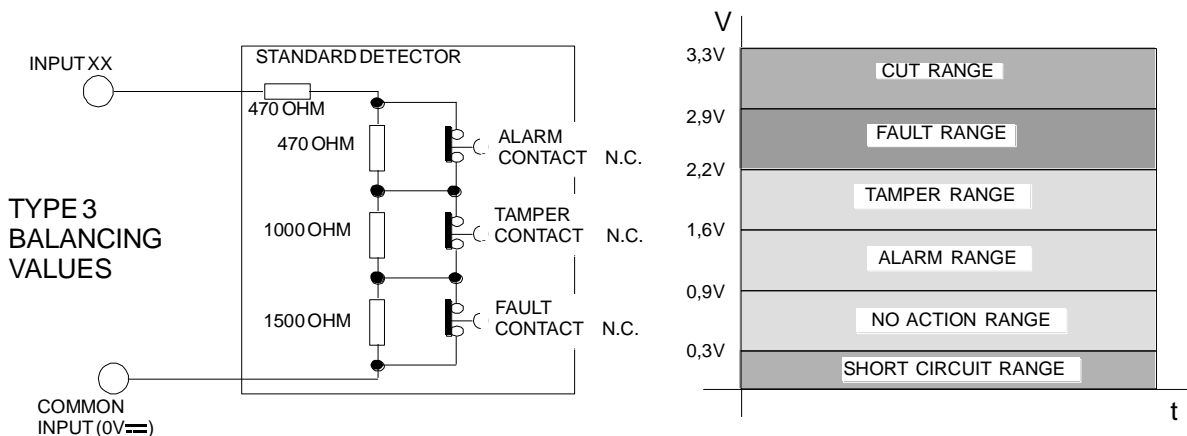 INPUT XX
STANDARD DETECTOR
470 OHM
470 OHM
ALARM
CONTACT N.C.
TYPE 3
BALANCING
VALUES
1000 OHM
TAMPER
CONTACT N.C.
1500 OHM
FAULT
CONTACT N.C.
COMMON
INPUT (0V⎓)
V
3,3V
CUT RANGE
2,9V
FAULT RANGE
2,2V
TAMPER RANGE
1,6V
ALARM RANGE
0,9V
NO ACTION RANGE
0,3V
SHORT CIRCUIT RANGE
t